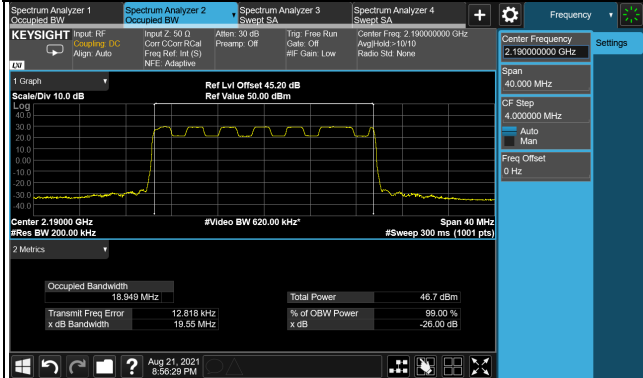 Spectrum Analyzer 1
Occupied BW
Spectrum Analyzer 2
Occupied BW
Spectrum Analyzer 3
Swept SA
Spectrum Analyzer 4
Swept SA
+
Frequency
KEYSIGHT
LXI
Input: RF
Coupling: DC
Align: Auto
Input Z: 50 Ω
Corr CCorr RCal
Freq Ref: Int (S)
NFE: Adaptive
Atten: 30 dB
Preamp: Off
Trig: Free Run
Gate: Off
#IF Gain: Low
Center Freq: 2.190000000 GHz
Avg|Hold:>10/10
Radio Std: None
Center Frequency
2.190000000 GHz
Settings
Span
40.000 MHz
CF Step
4.000000 MHz
Auto
Man
Freq Offset
0 Hz
1 Graph
Scale/Div 10.0 dB
Ref Lvl Offset 45.20 dB
Ref Value 50.00 dBm
Log
40.0
30.0
20.0
10.0
0.00
-10.0
-20.0
-30.0
-40.0
Center 2.19000 GHz
#Res BW 200.00 kHz
#Video BW 620.00 kHz*
Span 40 MHz
#Sweep 300 ms (1001 pts)
2 Metrics
Occupied Bandwidth
18.949 MHz
Total Power 46.7 dBm
Transmit Freq Error 12.818 kHz
% of OBW Power 99.00 %
x dB Bandwidth 19.55 MHz
x dB -26.00 dB
?
Aug 21, 2021
8:56:29 PM